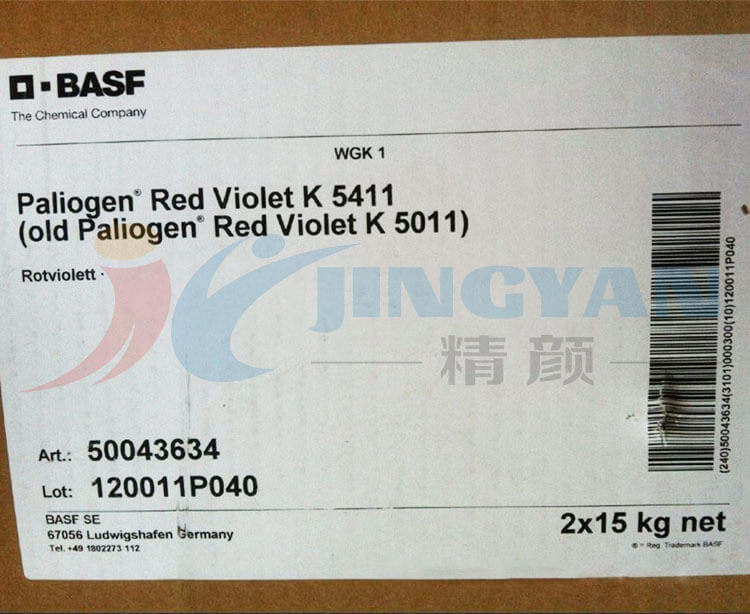 BASF
The Chemical Company
WGK 1
Paliogen® Red Violet K 5411
(old Paliogen® Red Violet K 5011)
Rotviolett ·
JINGYAN
精颜
(240)50043634(3101)000300(10)120011P040
Art.: 50043634
Lot: 120011P040
BASF SE
67056 Ludwigshafen Germany
Tel. +49 1802273 112
2x15 kg net
® = Reg. Trademark BASF